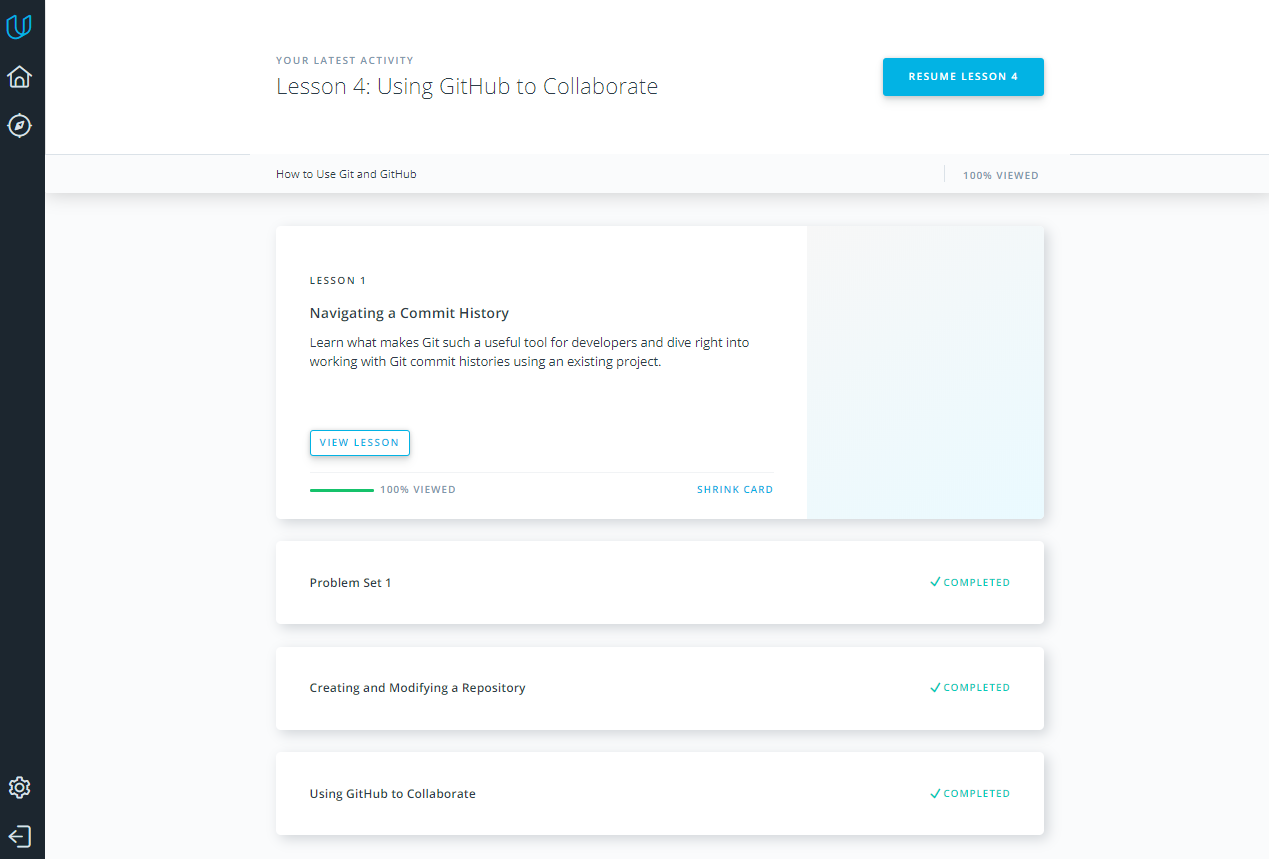 YOUR LATEST ACTIVITY
Lesson 4: Using GitHub to Collaborate
RESUME LESSON 4
How to Use Git and GitHub
100% VIEWED
LESSON 1
Navigating a Commit History
Learn what makes Git such a useful tool for developers and dive right into
working with Git commit histories using an existing project.
VIEW LESSON
100% VIEWED
SHRINK CARD
Problem Set 1
COMPLETED
Creating and Modifying a Repository
COMPLETED
Using GitHub to Collaborate
COMPLETED